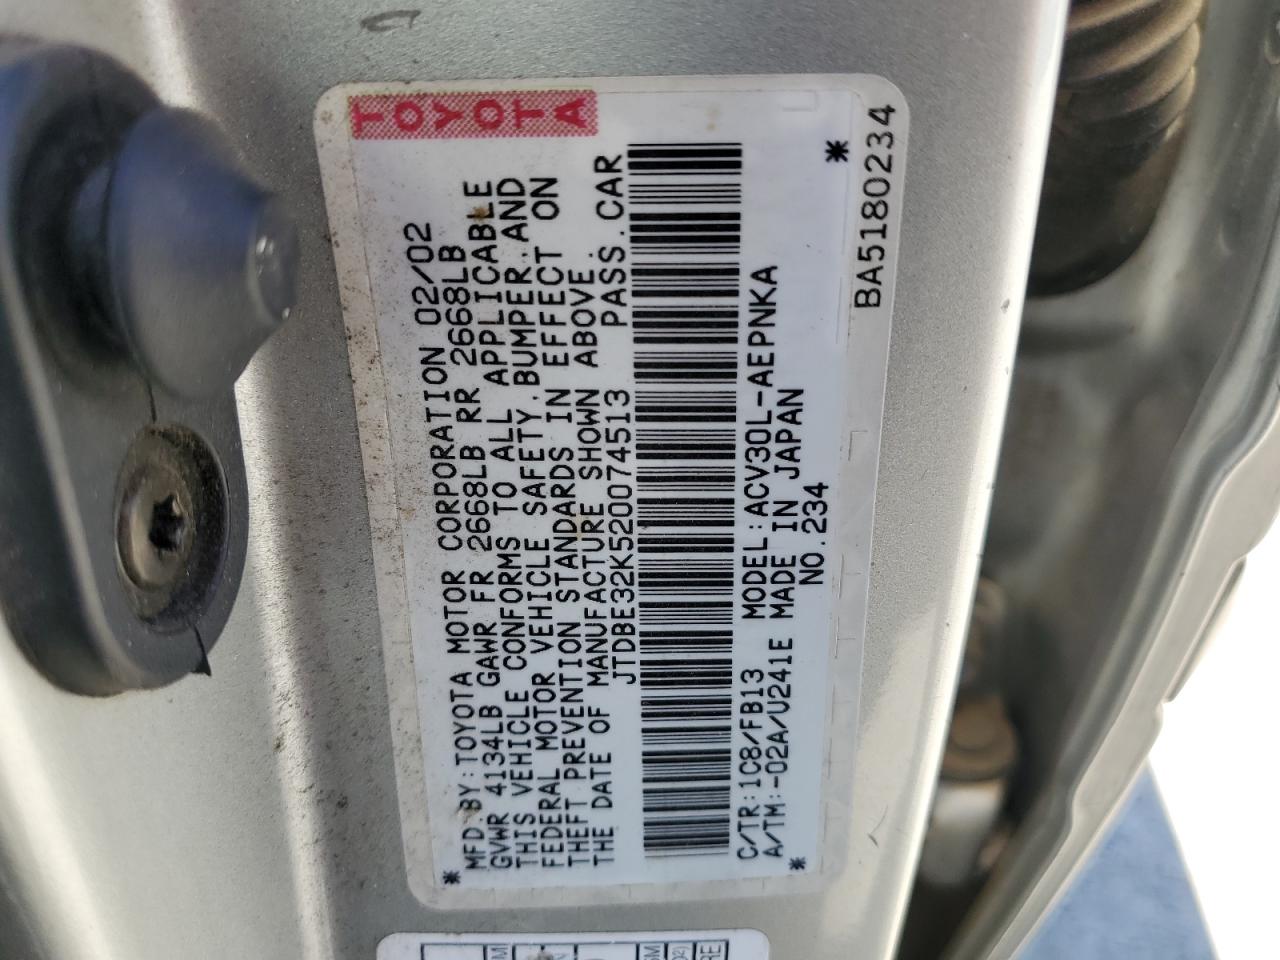 TOYOTA
*MFD.BY:TOYOTA MOTOR CORPORATION 02/02
GVWR 4134LB GAWR FR 2668LB RR 2668LB
THIS VEHICLE CONFORMS TO ALL APPLICABLE
FEDERAL MOTOR VEHICLE SAFETY,BUMPER,AND
THEFT PREVENTION STANDARDS IN EFFECT ON
THE DATE OF MANUFACTURE SHOWN ABOVE.
JTDBE32K520074513 PASS.CAR
C/TR:1C8/FB13 MODEL:ACV30L-AEPNKA
A/TM:-02A/U241E MADE IN JAPAN
* NO.234 *
BA5180234